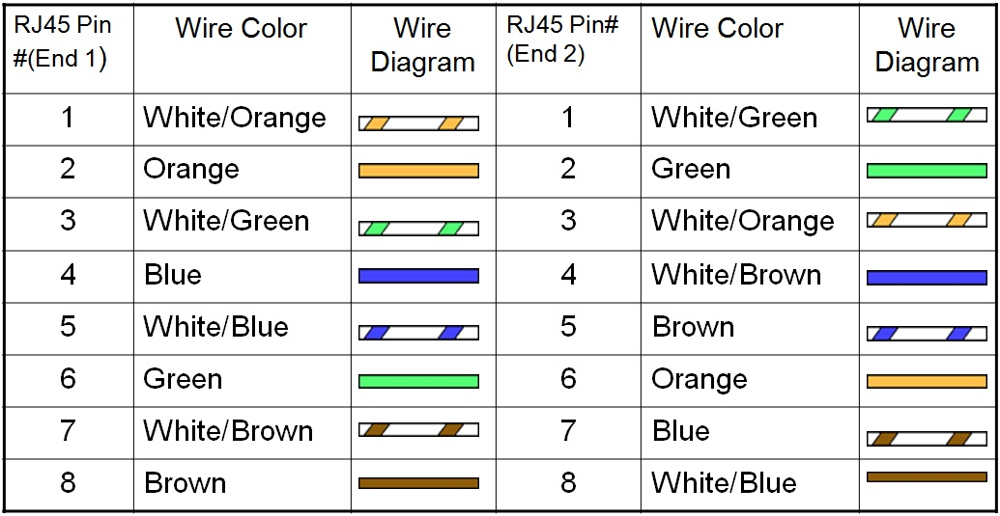 RJ45 Pin #(End 1) Wire Color Wire Diagram RJ45 Pin# (End 2) Wire Color Wire Diagram
1 White/Orange 1 White/Green
2 Orange 2 Green
3 White/Green 3 White/Orange
4 Blue 4 White/Brown
5 White/Blue 5 Brown
6 Green 6 Orange
7 White/Brown 7 Blue
8 Brown 8 White/Blue